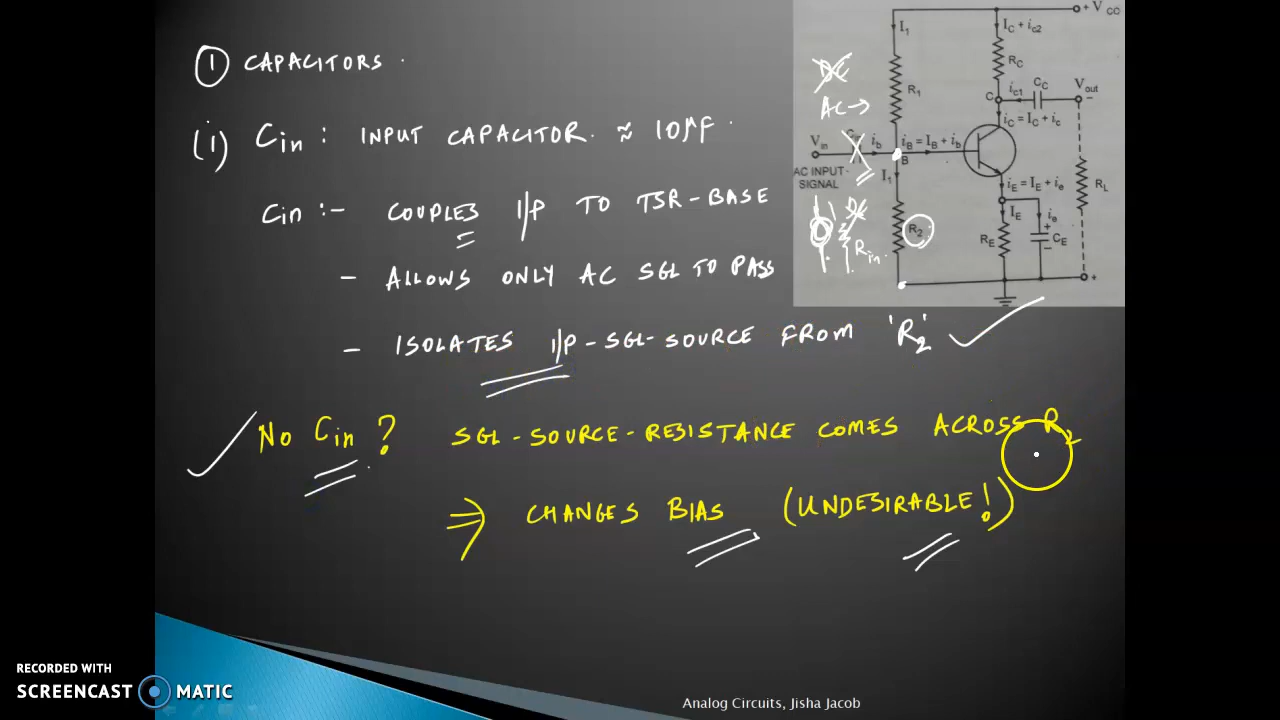 ① CAPACITORS.
(i) Cin : INPUT CAPACITOR. ≈ 10μF.
Cin :- COUPLES I/P TO TSR-BASE
- ALLOWS ONLY AC SGL TO PASS
- ISOLATES I/P-SGL-SOURCE FROM 'R2'
NO Cin? SGL-SOURCE-RESISTANCE COMES ACROSS R2
⇒ CHANGES BIAS (UNDESIRABLE!)
+ VCC
I1
IC + ic2
RC
DC
R1
AC →
C
ic1
CC
Vout
iC = IC + ic
Vin
ib
iB = IB + ib
B
AC INPUT
SIGNAL
I1
iE = IE + ie
RL
DC
R2
Rin
IE
ie
RE
CE
RECORDED WITH
SCREENCAST MATIC
Analog Circuits, Jisha Jacob